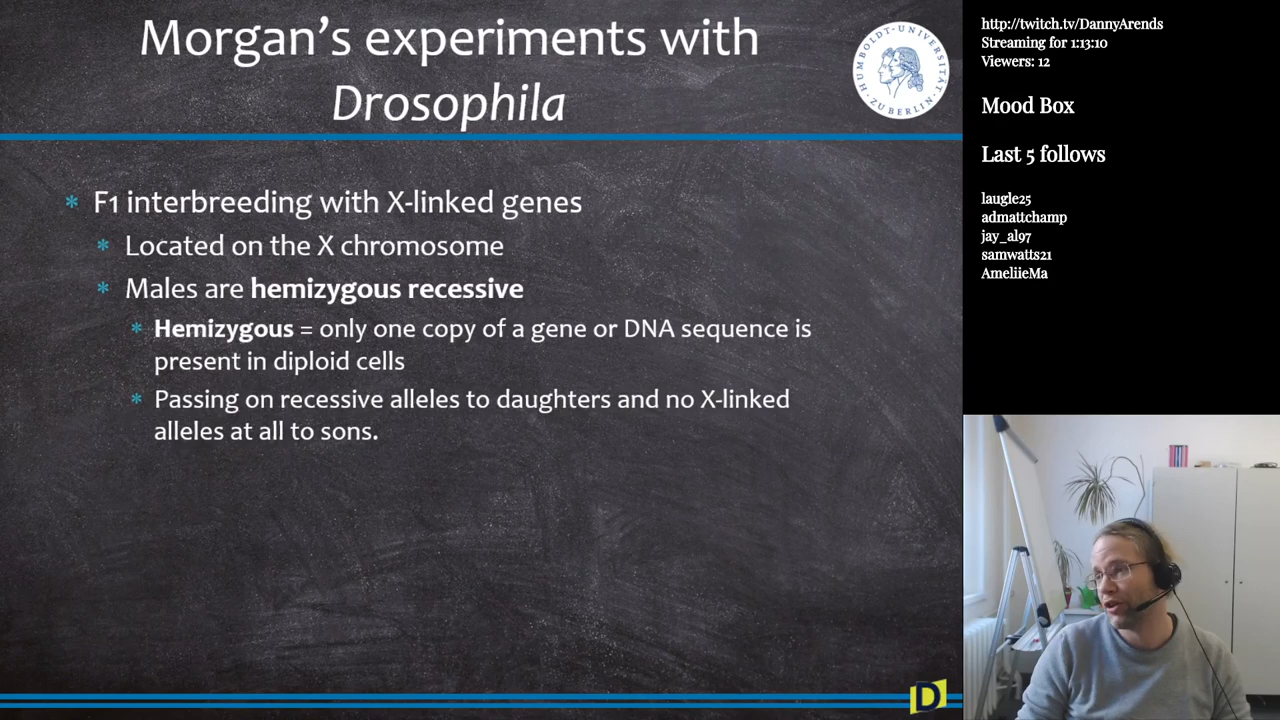 Morgan’s experiments with
Drosophila
HUMBOLDT-UNIVERSITÄT
ZU BERLIN
F1 interbreeding with X-linked genes
Located on the X chromosome
Males are hemizygous recessive
Hemizygous = only one copy of a gene or DNA sequence is
present in diploid cells
Passing on recessive alleles to daughters and no X-linked
alleles at all to sons.
D
http://twitch.tv/DannyArends
Streaming for 1:13:10
Viewers: 12
Mood Box
Last 5 follows
laugle25
admattchamp
jay_al97
samwatts21
AmeliieMa